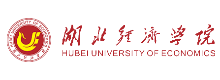 湖北经济学院
HUBEI UNIVERSITY OF ECONOMICS